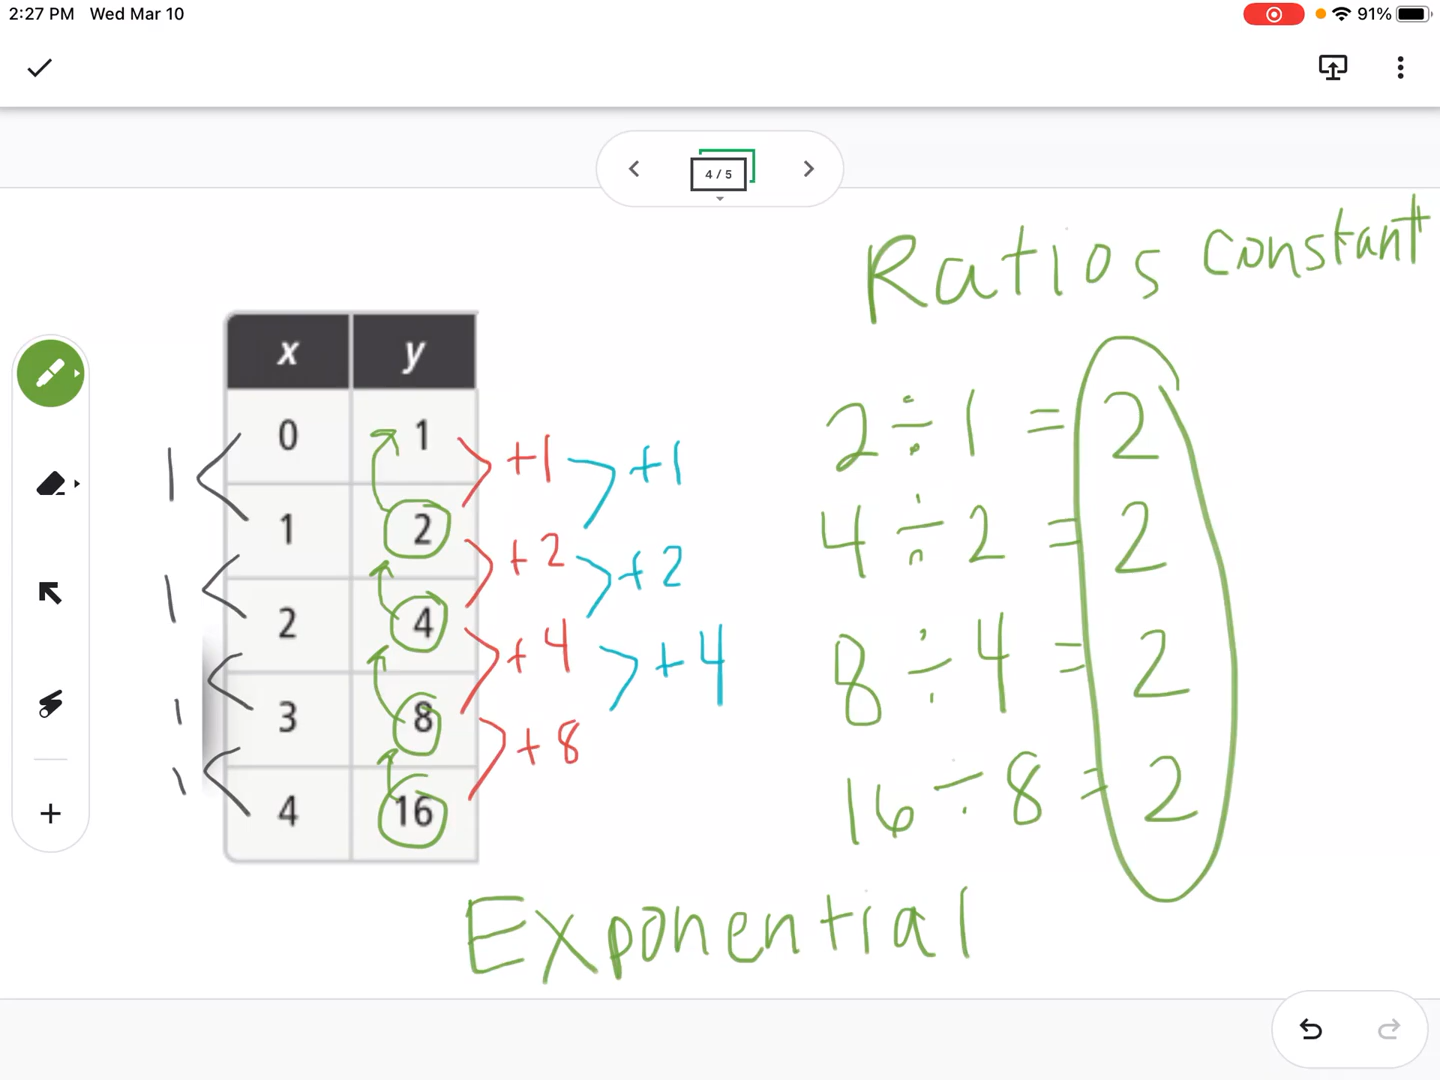 2:27 PM Wed Mar 10 91%
4 / 5
Ratios constant
x y
0 1
1 2
2 4
3 8
4 16
1
1
1
1
+1 +1
+2 +2
+4 +4
+8
2 ÷ 1 = 2
4 ÷ 2 = 2
8 ÷ 4 = 2
16 ÷ 8 = 2
Exponential